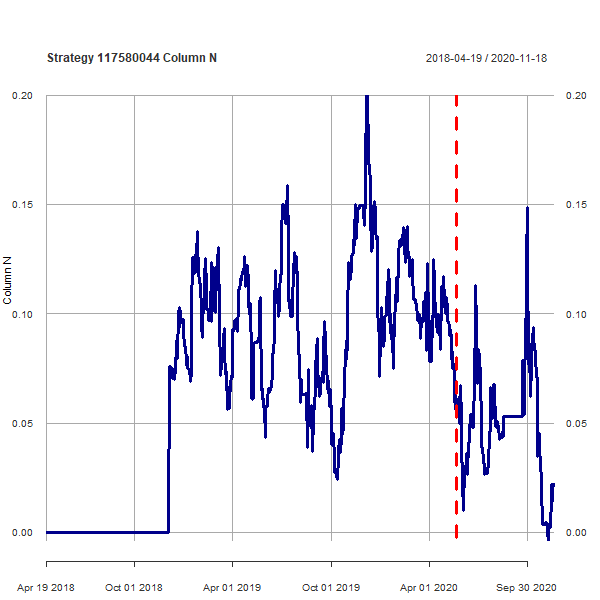 Strategy 117580044 Column N
2018-04-19 / 2020-11-18
0.20
0.20
0.15
0.15
Column N
0.10
0.10
0.05
0.05
0.00
0.00
Apr 19 2018
Oct 01 2018
Apr 01 2019
Oct 01 2019
Apr 01 2020
Sep 30 2020